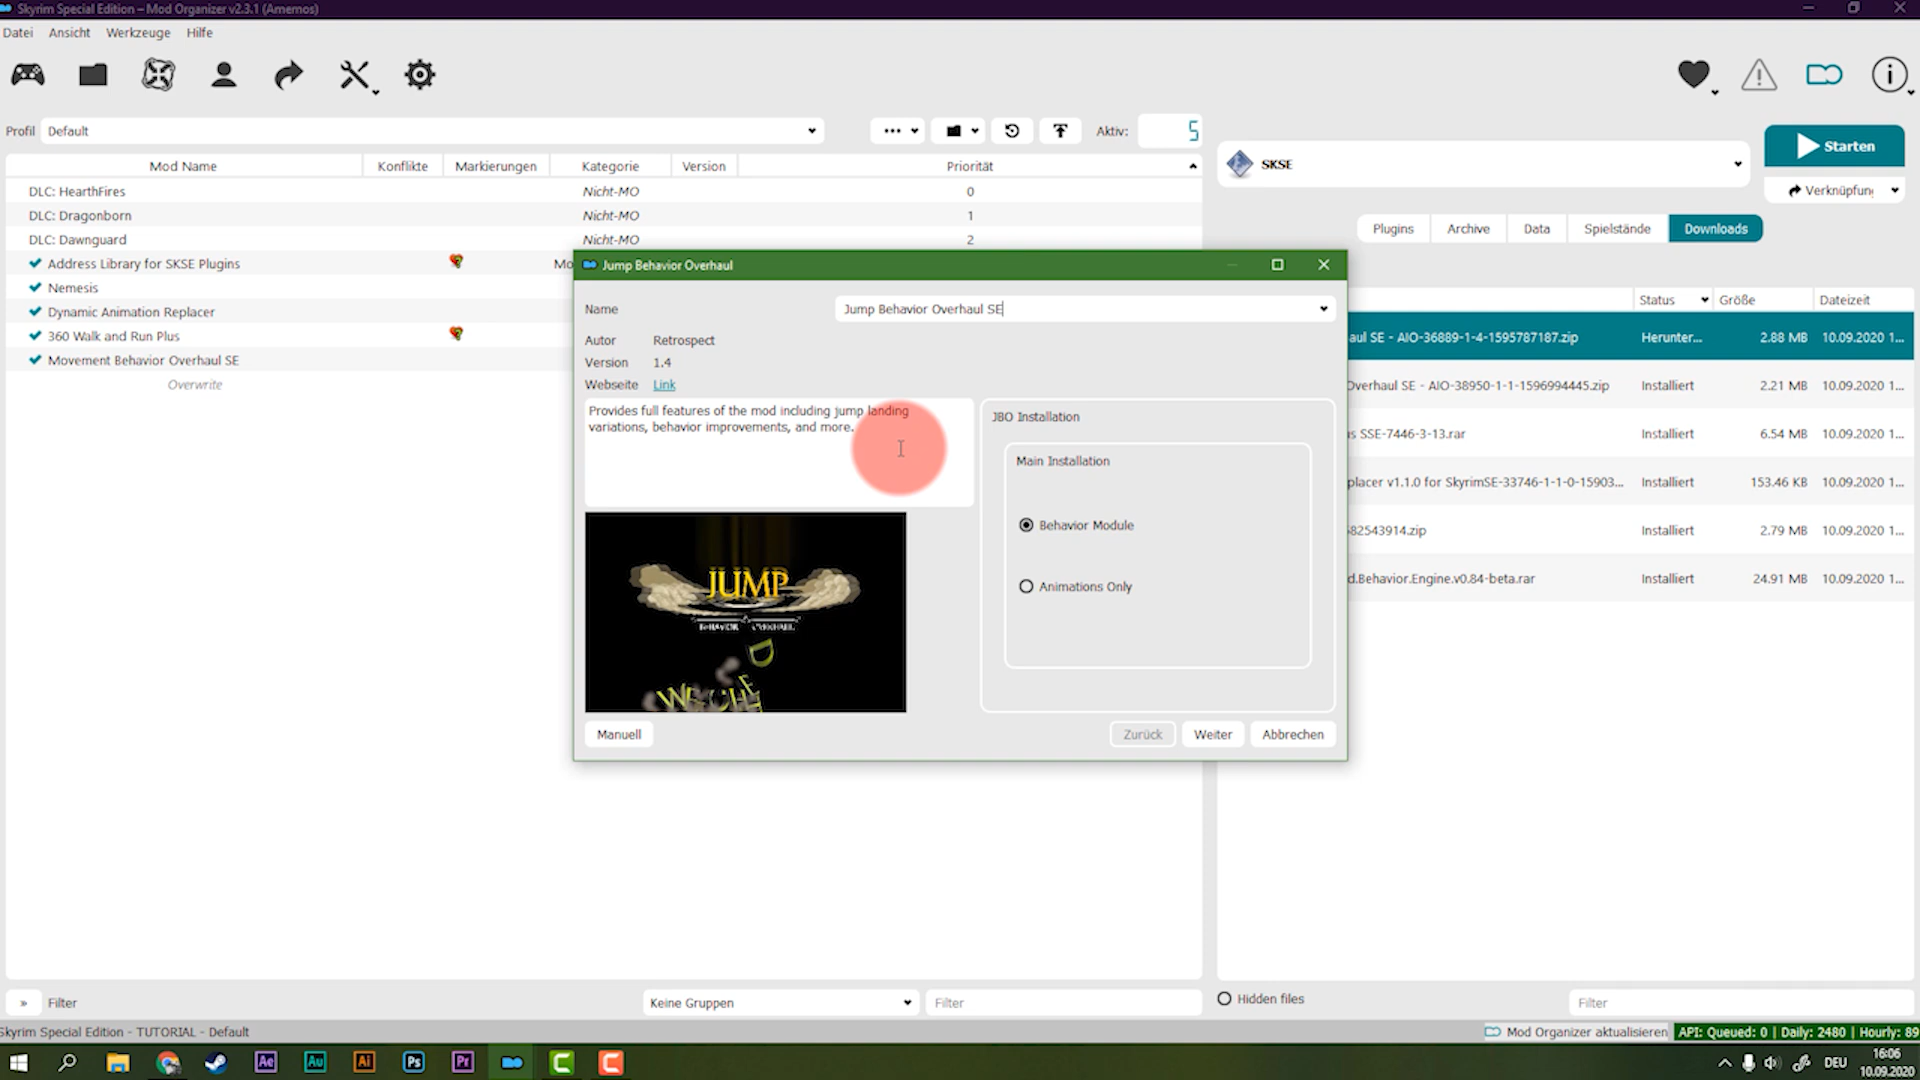 Skyrim Special Edition – Mod Organizer v2.3.1 (Amemos)
Datei Ansicht Werkzeuge Hilfe
Profil Default Aktiv: 5
Mod Name Konflikte Markierungen Kategorie Version Priorität
DLC: HearthFires Nicht-MO 0
DLC: Dragonborn Nicht-MO 1
DLC: Dawnguard Nicht-MO 2
Address Library for SKSE Plugins Mo
Nemesis
Dynamic Animation Replacer
360 Walk and Run Plus
Movement Behavior Overhaul SE
Overwrite
Jump Behavior Overhaul
Name Jump Behavior Overhaul SE
Autor Retrospect
Version 1.4
Webseite Link
Provides full features of the mod including jump landing
variations, behavior improvements, and more.
JUMP
BEHAVIOR OVERHAUL
JBO Installation
Main Installation
Behavior Module
Animations Only
Manuell Zurück Weiter Abbrechen
SKSE
Starten
Verknüpfung
Plugins Archive Data Spielstände Downloads
Status Größe Dateizeit
aul SE - AIO-36889-1-4-1595787187.zip Herunter... 2.88 MB 10.09.2020 1...
Overhaul SE - AIO-38950-1-1-1596994445.zip Installiert 2.21 MB 10.09.2020 1...
s SSE-7446-3-13.rar Installiert 6.54 MB 10.09.2020 1...
placer v1.1.0 for SkyrimSE-33746-1-1-0-15903... Installiert 153.46 KB 10.09.2020 1...
582543914.zip Installiert 2.79 MB 10.09.2020 1...
d.Behavior.Engine.v0.84-beta.rar Installiert 24.91 MB 10.09.2020 1...
» Filter Keine Gruppen Filter
Hidden files Filter
Skyrim Special Edition - TUTORIAL - Default
Mod Organizer aktualisieren API: Queued: 0 | Daily: 2480 | Hourly: 89
Ae Au Ai Ps Pr
DEU 16:06
10.09.2020